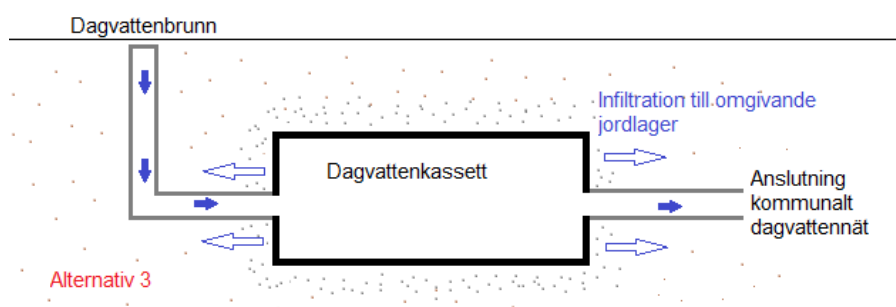 Dagvattenbrunn
Infiltration till omgivande
jordlager
Dagvattenkassett
Anslutning
kommunalt
dagvattennät
Alternativ 3